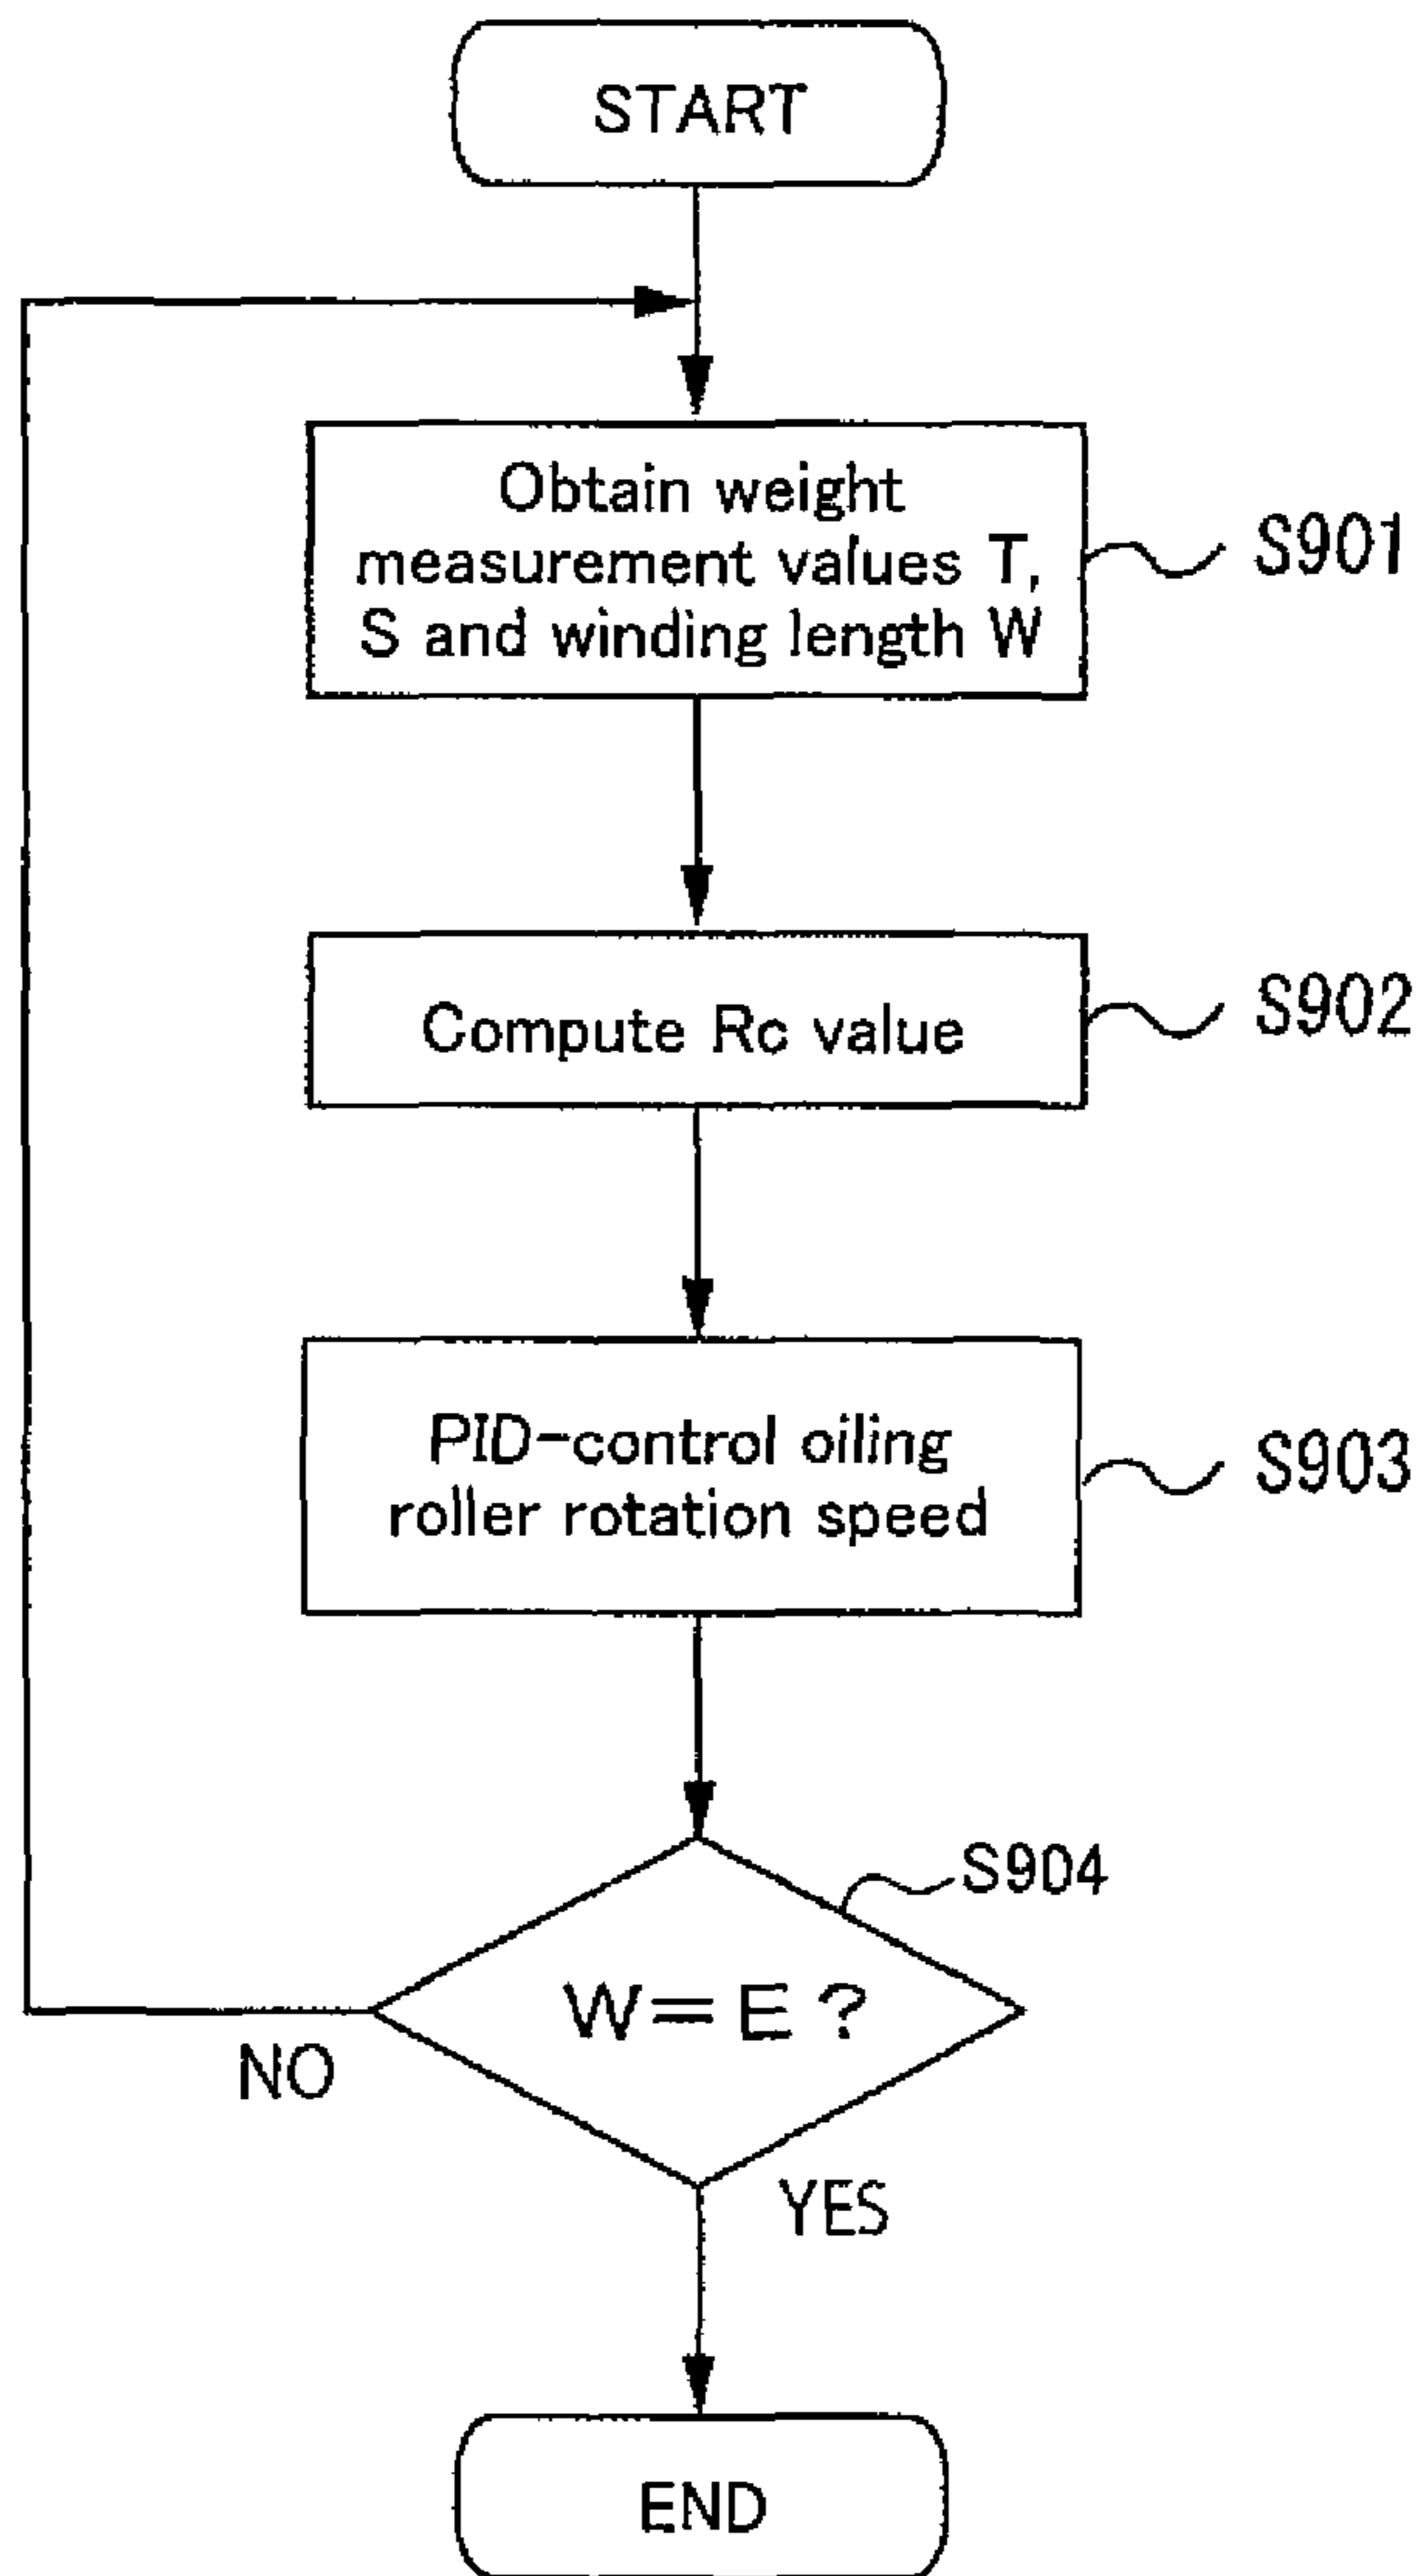 START
Obtain weight
measurement values T,
S and winding length W
S901
Compute Rc value
S902
PID-control oiling
roller rotation speed
S903
S904
W=E?
NO
YES
END